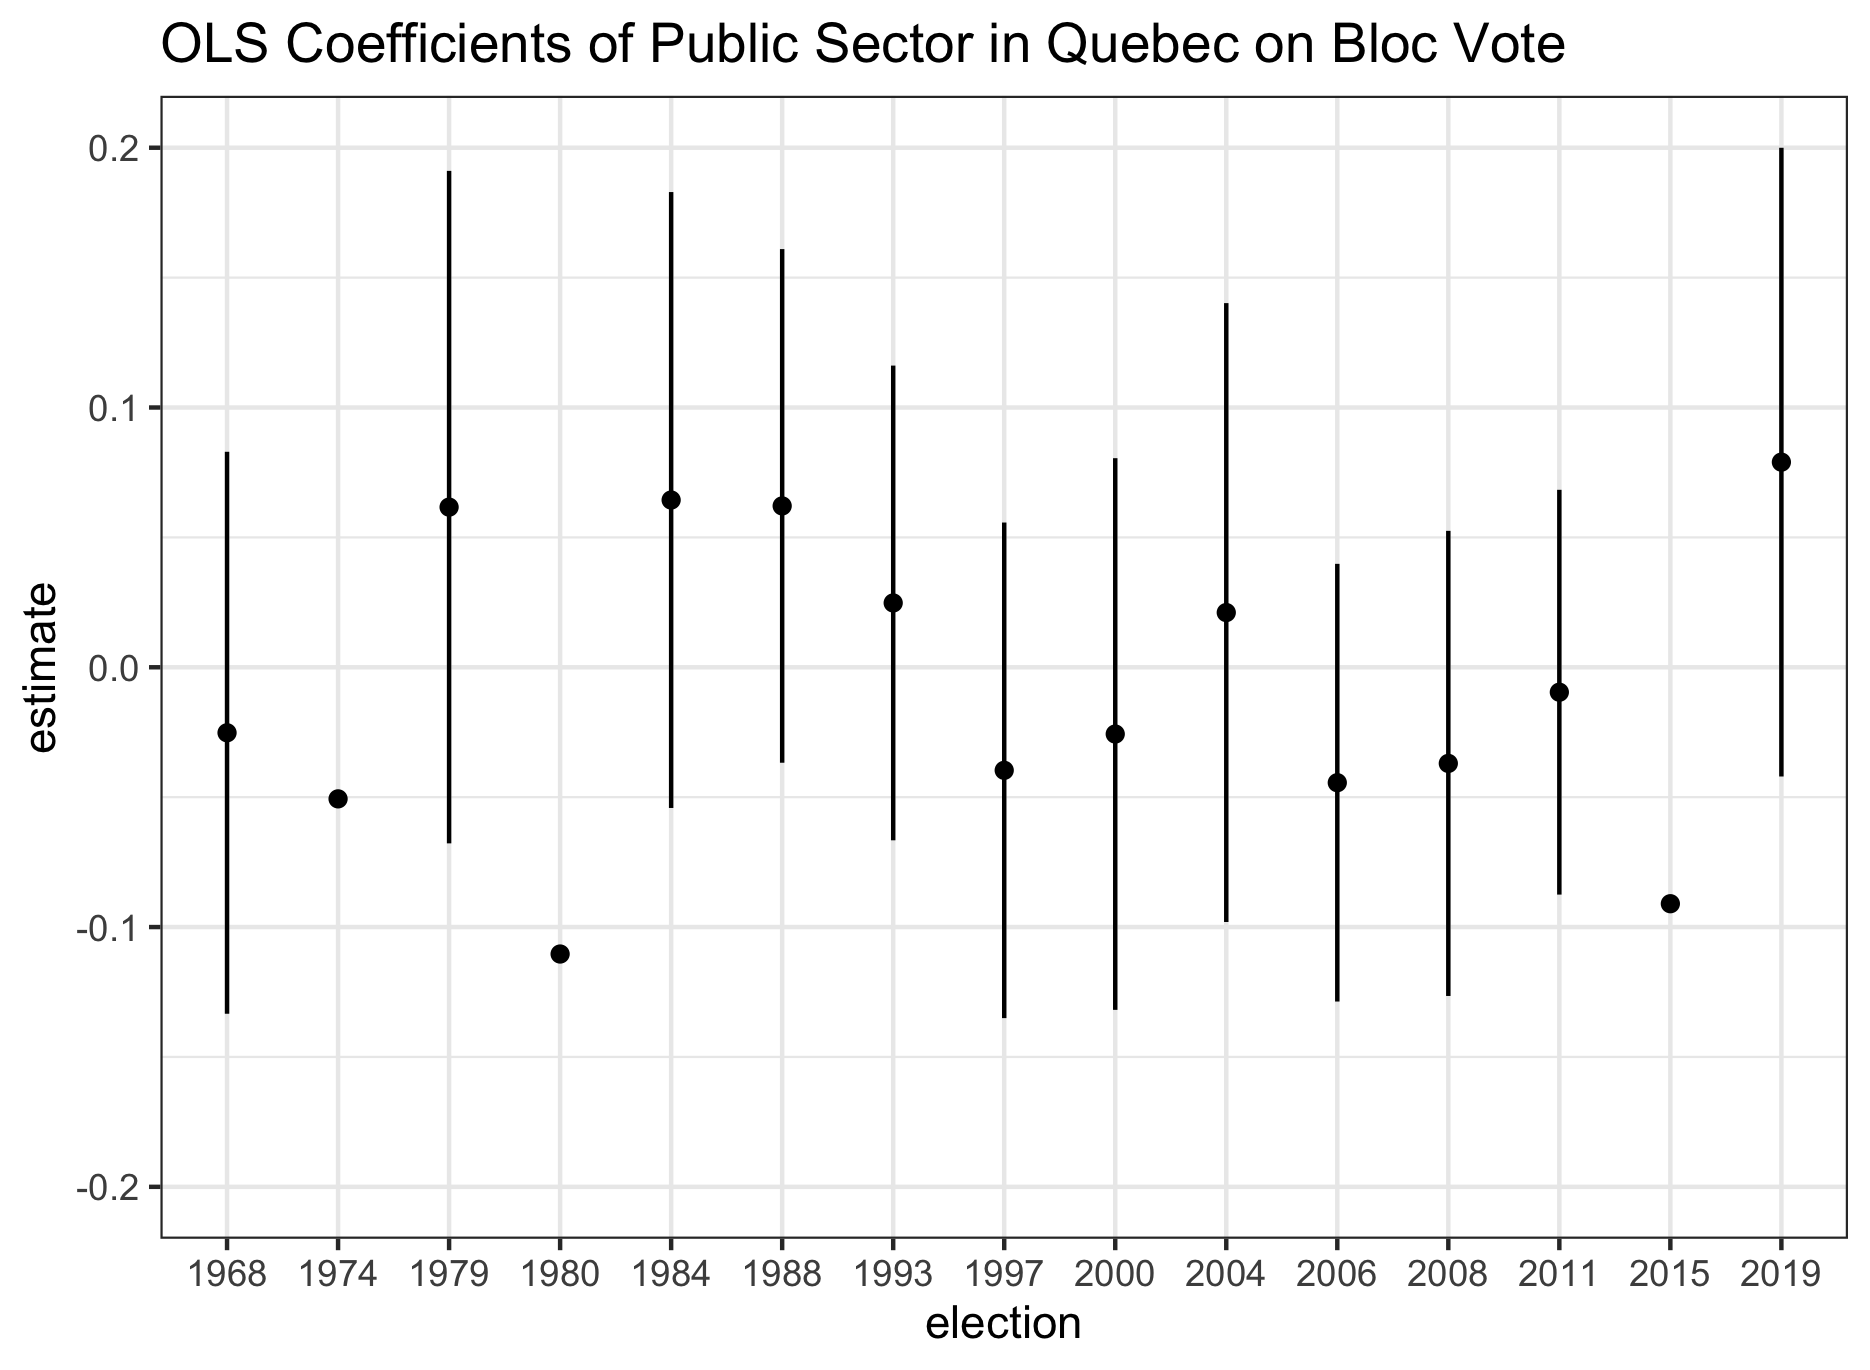 OLS Coefficients of Public Sector in Quebec on Bloc Vote
0.2
0.1
0.0
-0.1
-0.2
estimate
1968 1974 1979 1980 1984 1988 1993 1997 2000 2004 2006 2008 2011 2015 2019
election